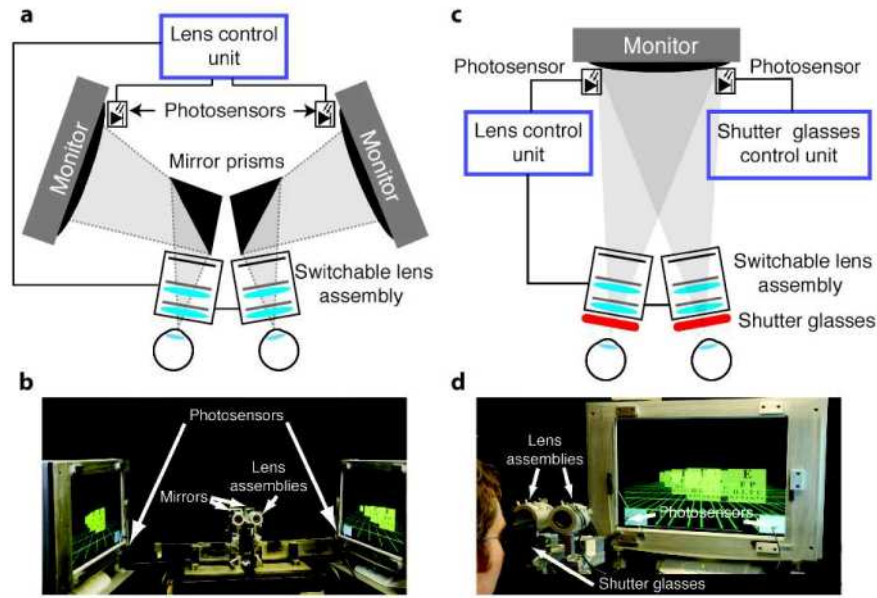 a
Lens control
unit
Photosensors
Mirror prisms
Monitor
Monitor
Switchable lens
assembly
b
Photosensors
Lens
assemblies
Mirrors
c
Monitor
Photosensor
Photosensor
Lens control
unit
Shutter glasses
control unit
Switchable lens
assembly
Shutter glasses
d
Lens
assemblies
E
F P
Photosensors
Shutter glasses